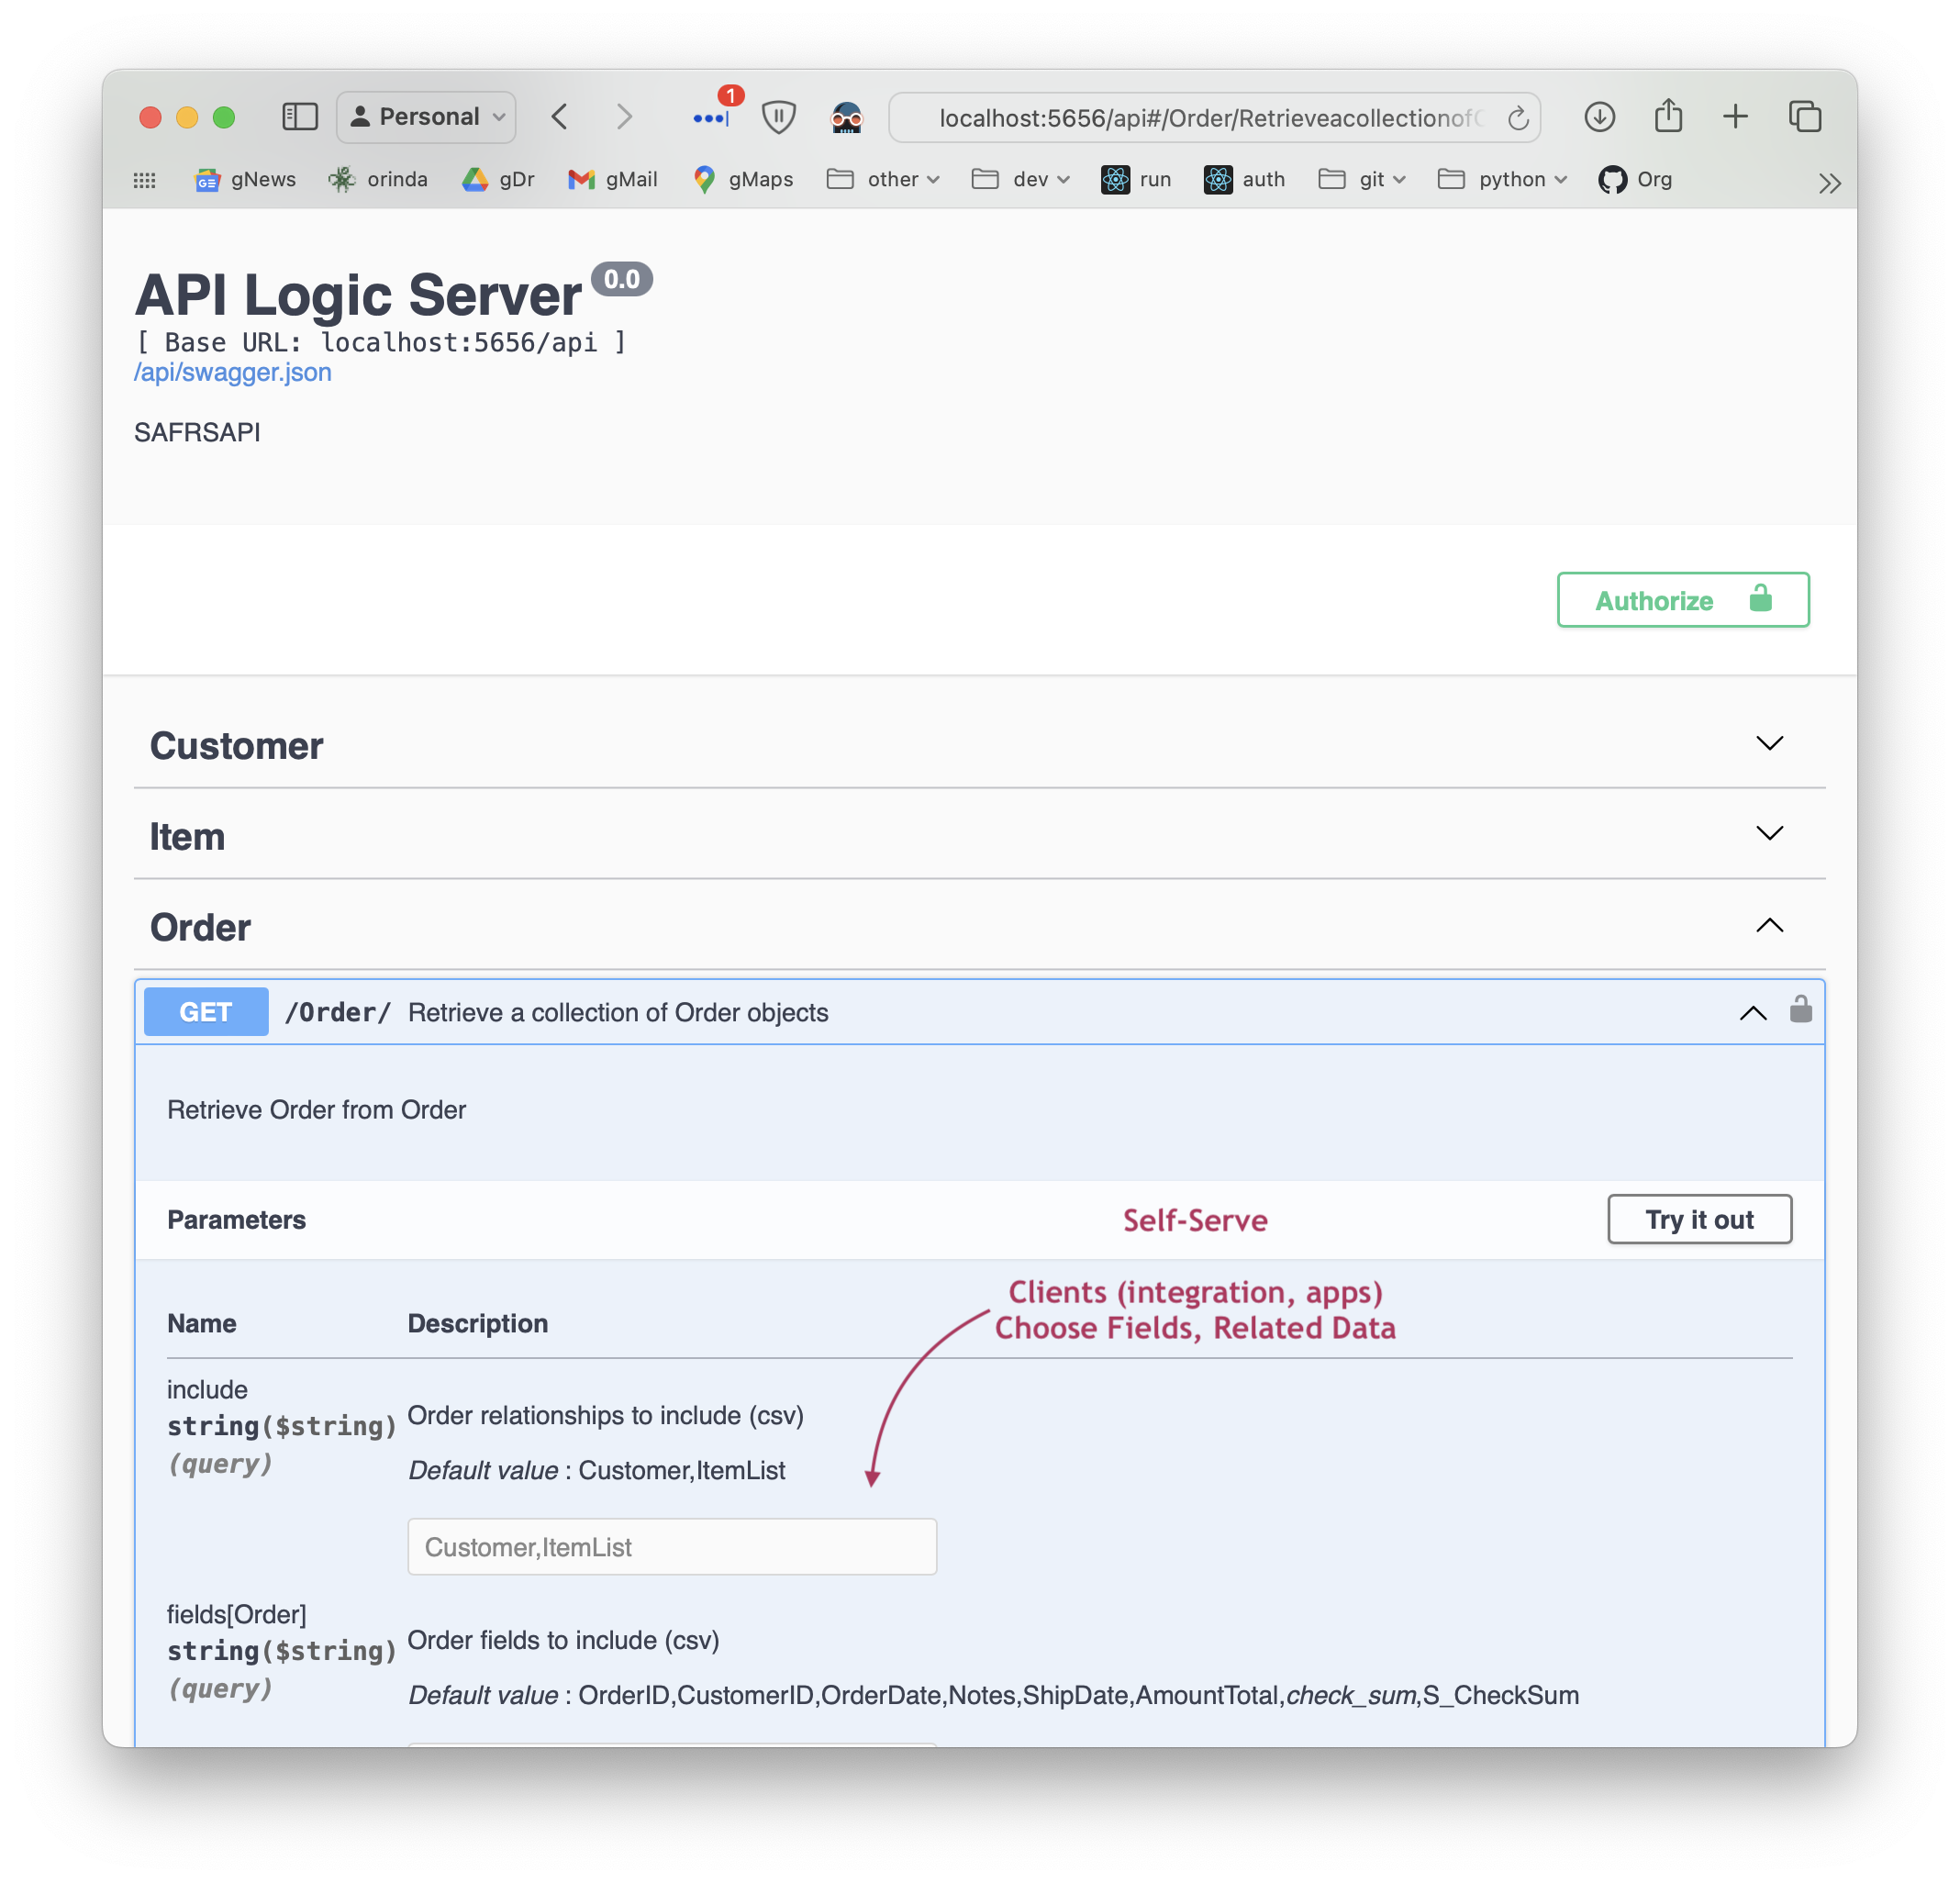 Personal
1
localhost:5656/api#/Order/Retrieveacollectionof
gNews
orinda
gDr
gMail
gMaps
other
dev
run
auth
git
python
Org
API Logic Server 0.0
[ Base URL: localhost:5656/api ]
/api/swagger.json
SAFRSAPI
Authorize
Customer
Item
Order
GET /Order/ Retrieve a collection of Order objects
Retrieve Order from Order
Parameters
Self-Serve
Try it out
Clients (integration, apps)
Choose Fields, Related Data
Name Description
include
string($string)
(query)
Order relationships to include (csv)
Default value : Customer,ItemList
Customer,ItemList
fields[Order]
string($string)
(query)
Order fields to include (csv)
Default value : OrderID,CustomerID,OrderDate,Notes,ShipDate,AmountTotal,check_sum,S_CheckSum